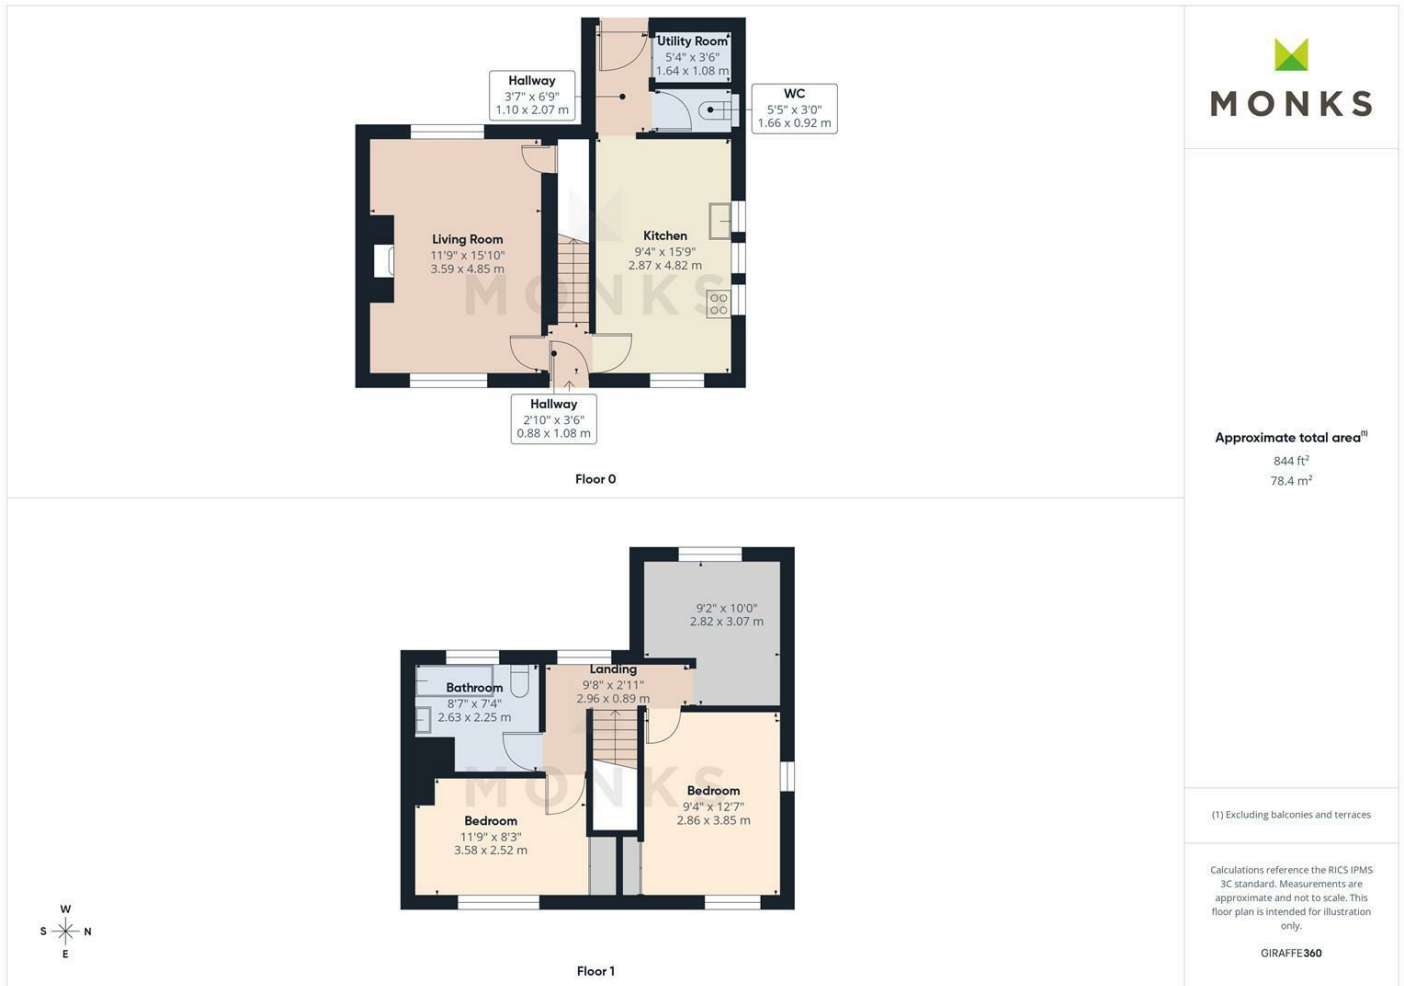 Utility Room
5'4" x 3'6"
1.64 x 1.08 m
Hallway
3'7" x 6'9"
1.10 x 2.07 m
WC
5'5" x 3'0"
1.66 x 0.92 m
Living Room
11'9" x 15'10"
3.59 x 4.85 m
Kitchen
9'4" x 15'9"
2.87 x 4.82 m
MONKS
Hallway
2'10" x 3'6"
0.88 x 1.08 m
Floor 0
9'2" x 10'0"
2.82 x 3.07 m
Landing
9'8" x 2'11"
2.96 x 0.89 m
Bathroom
8'7" x 7'4"
2.63 x 2.25 m
MONKS
Bedroom
9'4" x 12'7"
2.86 x 3.85 m
Bedroom
11'9" x 8'3"
3.58 x 2.52 m
W
S N
E
Floor 1
MONKS
Approximate total area(1)
844 ft²
78.4 m²
(1) Excluding balconies and terraces
Calculations reference the RICS IPMS
3C standard. Measurements are
approximate and not to scale. This
floor plan is intended for illustration
only.
GIRAFFE360